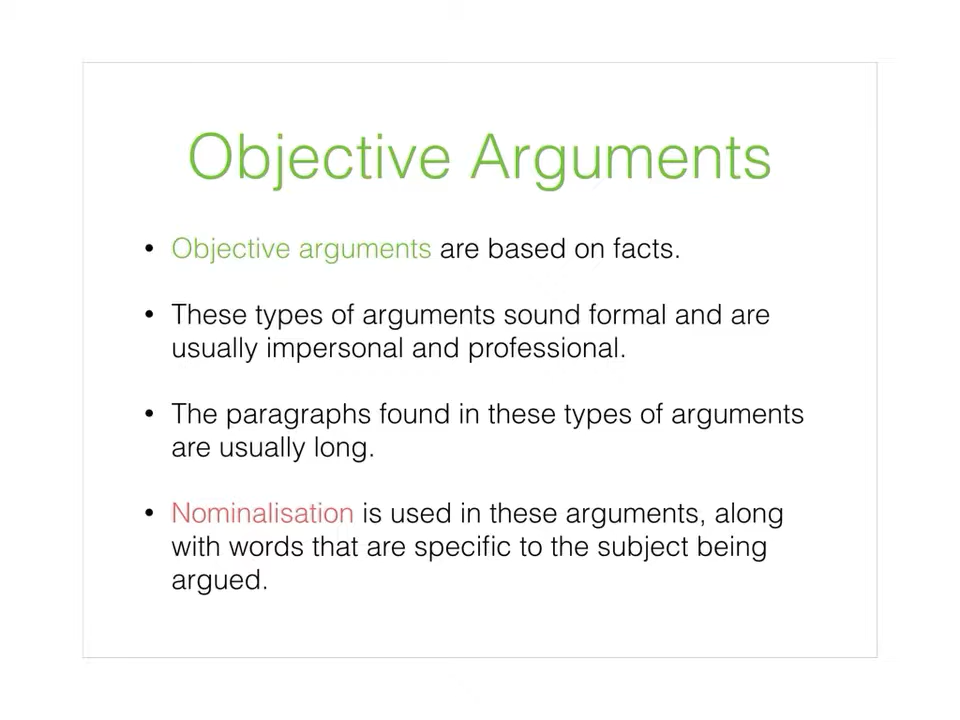 Objective Arguments
• Objective arguments are based on facts.
• These types of arguments sound formal and are
usually impersonal and professional.
• The paragraphs found in these types of arguments
are usually long.
• Nominalisation is used in these arguments, along
with words that are specific to the subject being
argued.